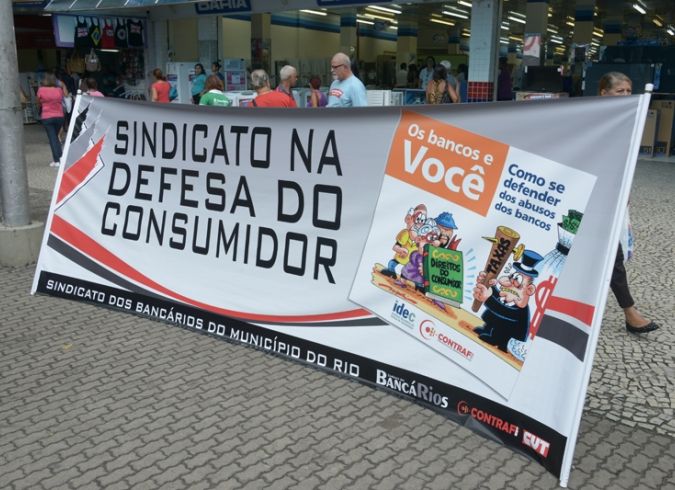 BAHIA
SINDICATO NA
DEFESA DO
CONSUMIDOR
Os bancos e
Você
Como se
defender
dos abusos
dos bancos
TAXAS
DIREITOS
DO
CONSUMIDOR
idec
CONTRAF
SINDICATO DOS BANCÁRIOS DO MUNICÍPIO DO RIO
BANCÁRIOS
CONTRAF
CUT